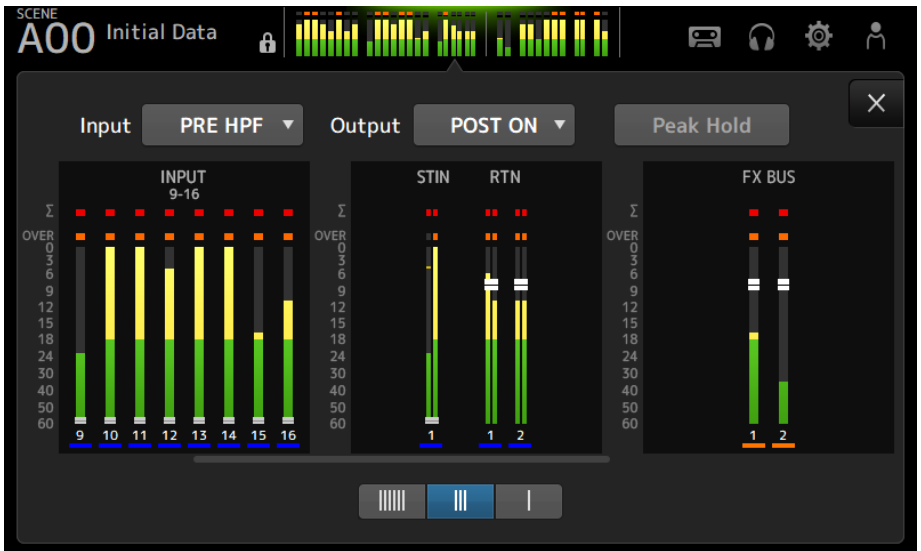 SCENE
A00 Initial Data
Input PRE HPF Output POST ON Peak Hold
INPUT
9-16
STIN RTN
FX BUS
Σ Σ Σ
OVER OVER OVER
0 0 0
3 3 3
6 6 6
9 9 9
12 12 12
15 15 15
18 18 18
24 24 24
30 30 30
40 40 40
50 50 50
60 60 60
9 10 11 12 13 14 15 16 1 1 2 1 2